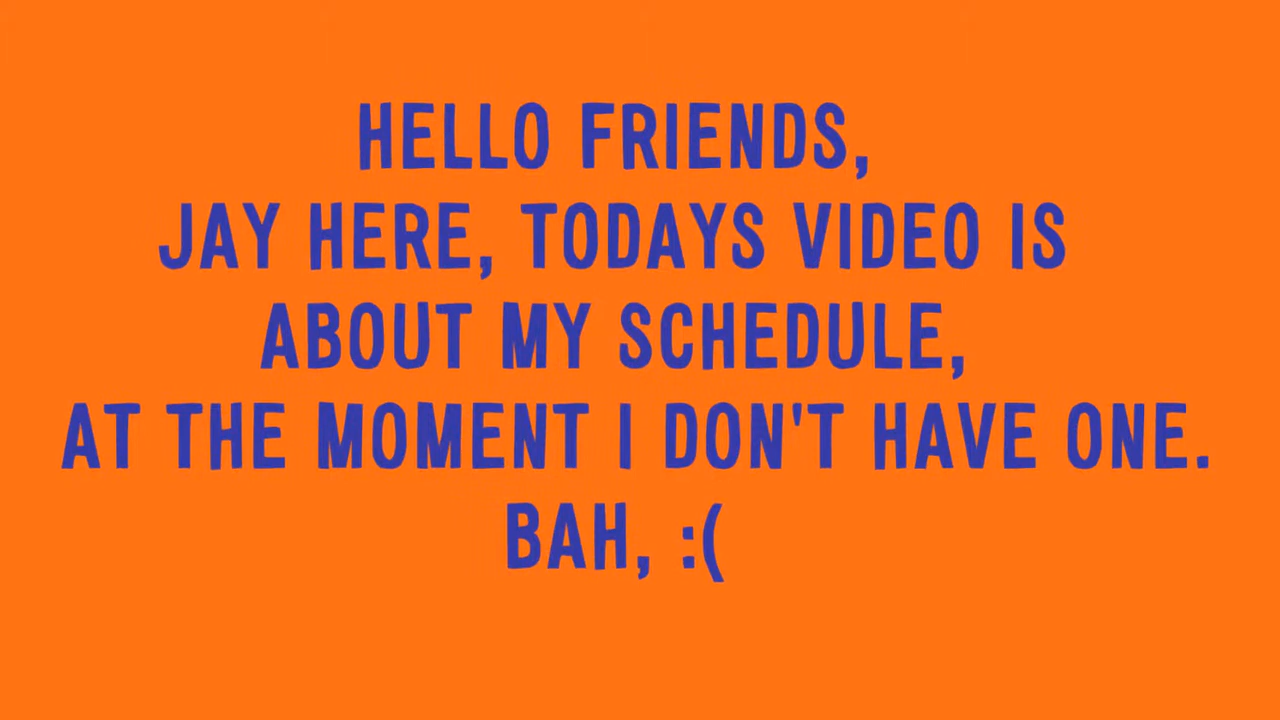 HELLO FRIENDS,
JAY HERE, TODAYS VIDEO IS
ABOUT MY SCHEDULE,
AT THE MOMENT I DON'T HAVE ONE.
BAH, :(